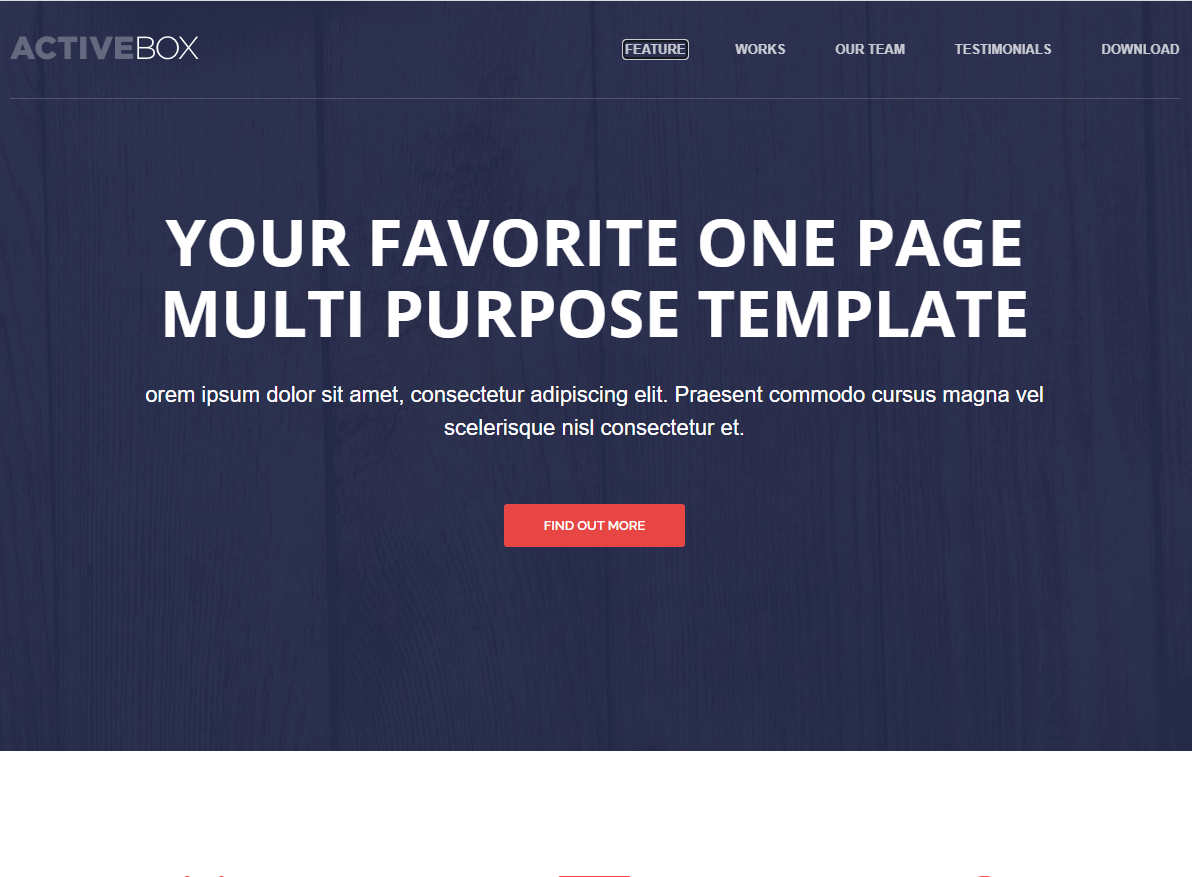 ACTIVEBOX
FEATURE
WORKS
OUR TEAM
TESTIMONIALS
DOWNLOAD
YOUR FAVORITE ONE PAGE
MULTI PURPOSE TEMPLATE
orem ipsum dolor sit amet, consectetur adipiscing elit. Praesent commodo cursus magna vel
scelerisque nisl consectetur et.
FIND OUT MORE